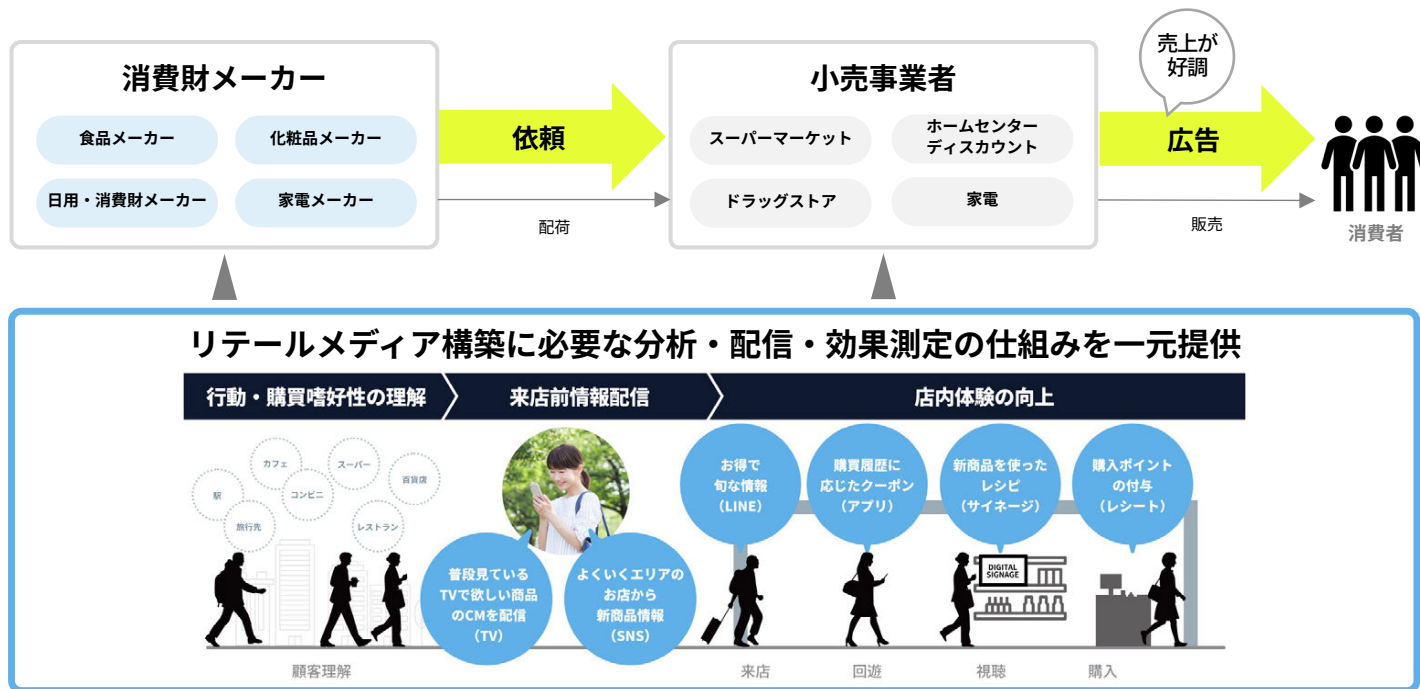 売上が
好調
消費財メーカー
食品メーカー
化粧品メーカー
日用・消費財メーカー
家電メーカー
依頼
配荷
小売事業者
スーパーマーケット
ホームセンター
ディスカウント
ドラッグストア
家電
広告
販売
消費者
リテールメディア構築に必要な分析・配信・効果測定の仕組みを一元提供
行動・購買嗜好性の理解
来店前情報配信
店内体験の向上
カフェ
スーパー
百貨店
駅
コンビニ
旅行先
レストラン
普段見ている
TVで欲しい商品
のCMを配信
（TV）
よくいくエリアの
お店から
新商品情報
（SNS）
お得で
旬な情報
（LINE）
購買履歴に
応じたクーポン
（アプリ）
新商品を使った
レシピ
（サイネージ）
購入ポイント
の付与
（レシート）
DIGITAL
SIGNAGE
顧客理解
来店
回遊
視聴
購入